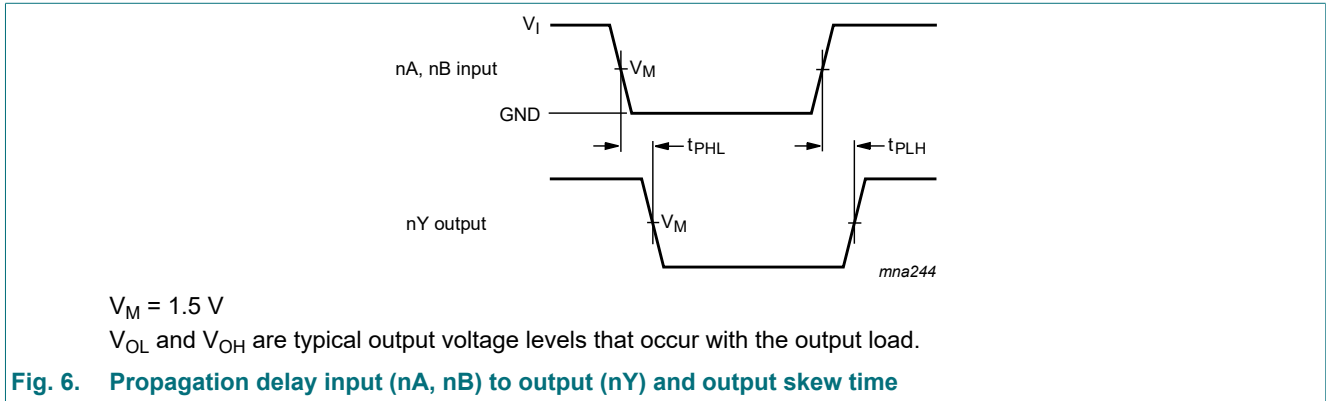 VI
nA, nB input
VM
GND
tPHL
tPLH
nY output
VM
mna244
VM = 1.5 V
VOL and VOH are typical output voltage levels that occur with the output load.
Fig. 6. Propagation delay input (nA, nB) to output (nY) and output skew time